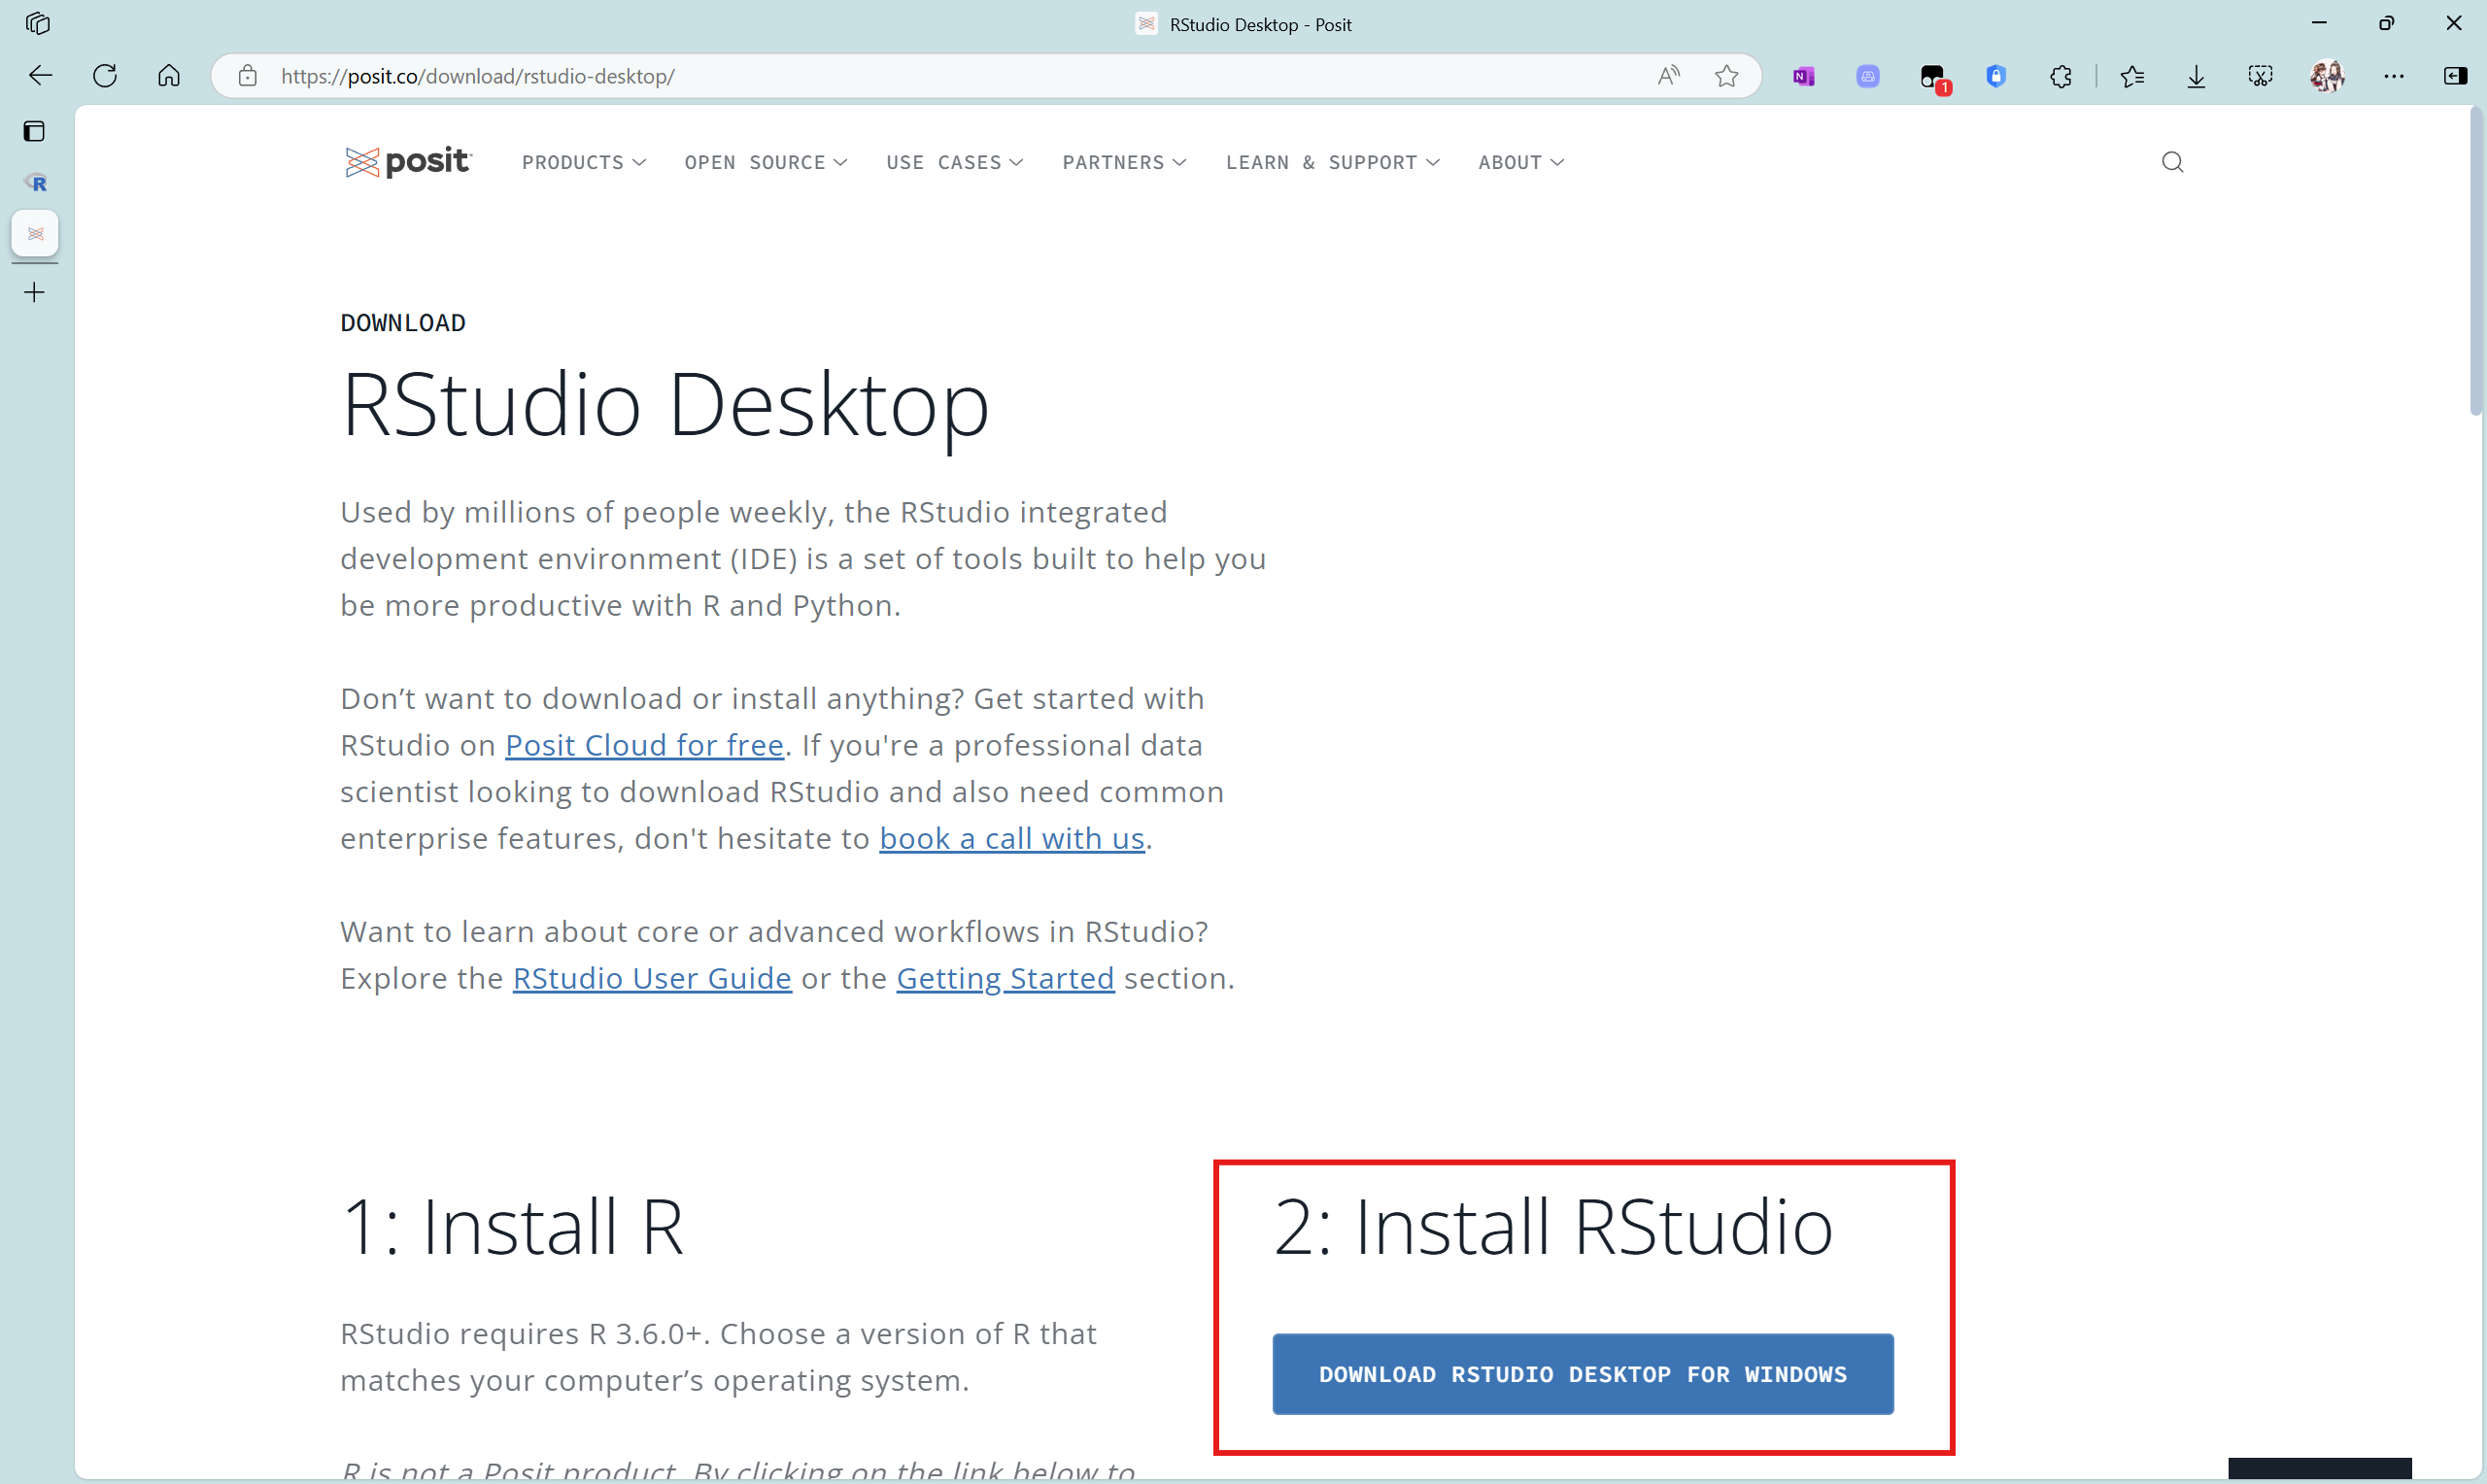 RStudio Desktop - Posit
https://posit.co/download/rstudio-desktop/
1
posit
PRODUCTS
OPEN SOURCE
USE CASES
PARTNERS
LEARN & SUPPORT
ABOUT
DOWNLOAD
RStudio Desktop
Used by millions of people weekly, the RStudio integrated
development environment (IDE) is a set of tools built to help you
be more productive with R and Python.
Don’t want to download or install anything? Get started with
RStudio on Posit Cloud for free. If you're a professional data
scientist looking to download RStudio and also need common
enterprise features, don't hesitate to book a call with us.
Want to learn about core or advanced workflows in RStudio?
Explore the RStudio User Guide or the Getting Started section.
1: Install R
RStudio requires R 3.6.0+. Choose a version of R that
matches your computer’s operating system.
R is not a Posit product. By clicking on the link below to
2: Install RStudio
DOWNLOAD RSTUDIO DESKTOP FOR WINDOWS